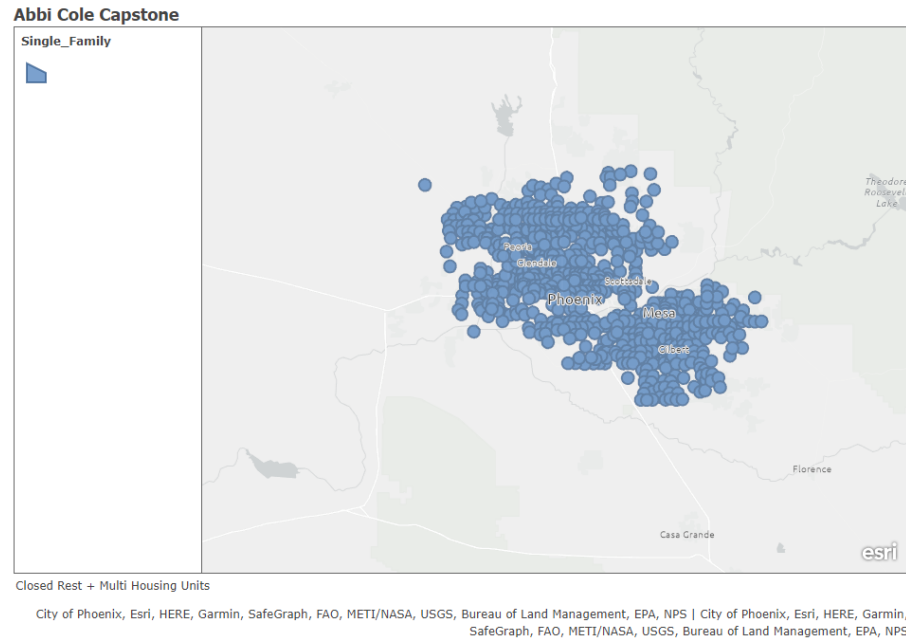 Abbi Cole Capstone
Single_Family
Theodore
Roosevel
Lake
Peoria
Glendale
Scottsdale
Phoenix
Mesa
Gilbert
Florence
Casa Grande
esri
Closed Rest + Multi Housing Units
City of Phoenix, Esri, HERE, Garmin, SafeGraph, FAO, METI/NASA, USGS, Bureau of Land Management, EPA, NPS | City of Phoenix, Esri, HERE, Garmin,
SafeGraph, FAO, METI/NASA, USGS, Bureau of Land Management, EPA, NPS